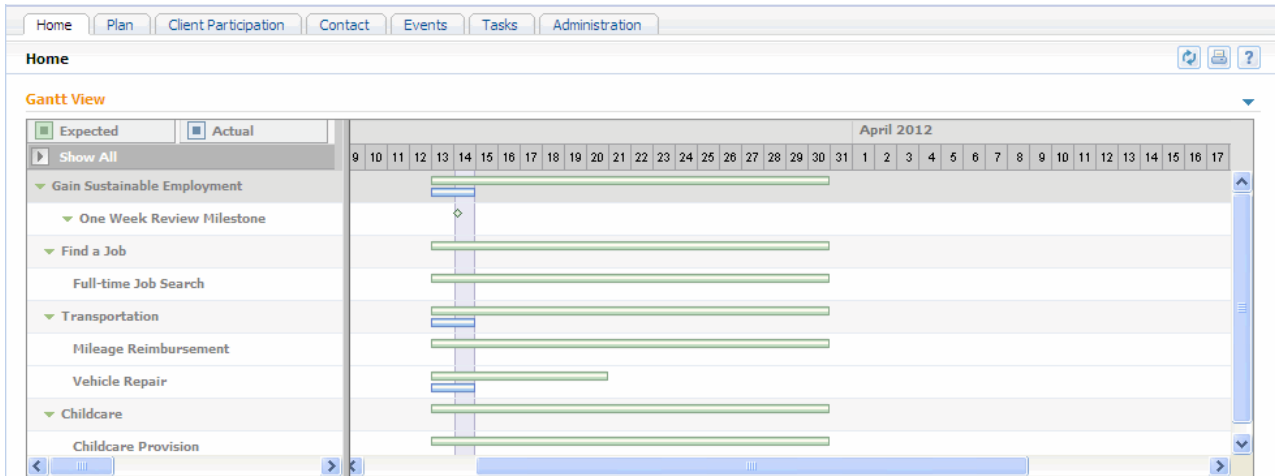 Home Plan Client Participation Contact Events Tasks Administration
Home ?
Gantt View
Expected Actual April 2012
Show All 9 10 11 12 13 14 15 16 17 18 19 20 21 22 23 24 25 26 27 28 29 30 31 1 2 3 4 5 6 7 8 9 10 11 12 13 14 15 16 17
Gain Sustainable Employment
One Week Review Milestone
Find a Job
Full-time Job Search
Transportation
Mileage Reimbursement
Vehicle Repair
Childcare
Childcare Provision